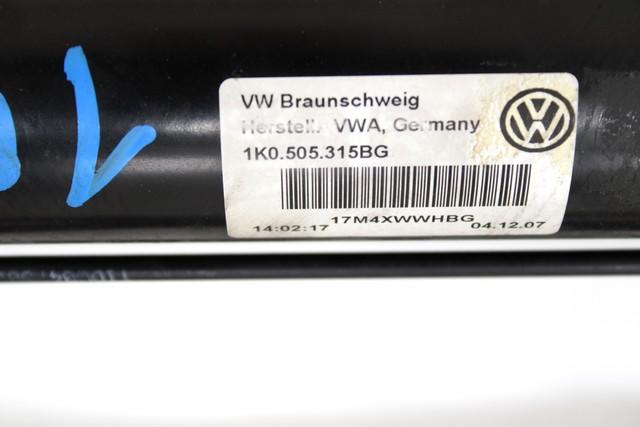 VW Braunschweig
Herstell. VWA, Germany
1K0.505.315BG
17M4XWWHBG
14:02:17 04.12.07